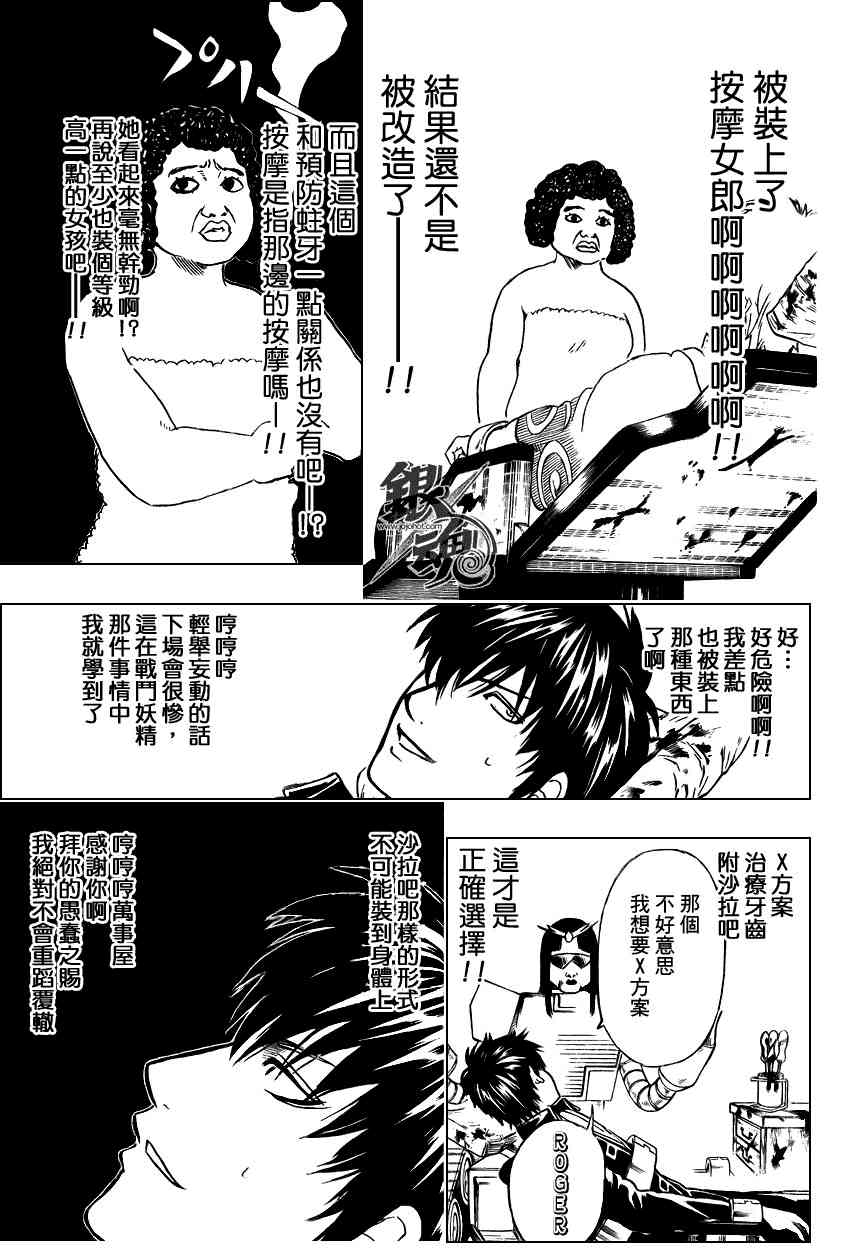 被裝上了
按摩女郎啊啊啊啊啊啊!!
結果還不是
被改造了——!!
プハー
而且這個
和預防蛀牙一點關係也沒有吧—!?
按摩是指那邊的按摩嗎—!!
她看起來毫無幹勁啊!?
再說至少也裝個等級
高一點的女孩吧—!!
銀魂
www.jojohot.com
好…
好危險啊啊!!
我差點
也被裝上
那種東西
了啊
哼哼哼
輕舉妄動的話
下場會很慘，
這在戰鬥妖精
那件事情中
我就學到了
X方案
治療牙齒
附沙拉吧
那個
不好意思
我想要X方案
這才是
正確選擇!!
ROGER
沙拉吧那樣的形式
不可能裝到身體上
哼哼哼萬事屋
感謝你啊
拜你的愚蠢之賜
我絕對不會重蹈覆轍